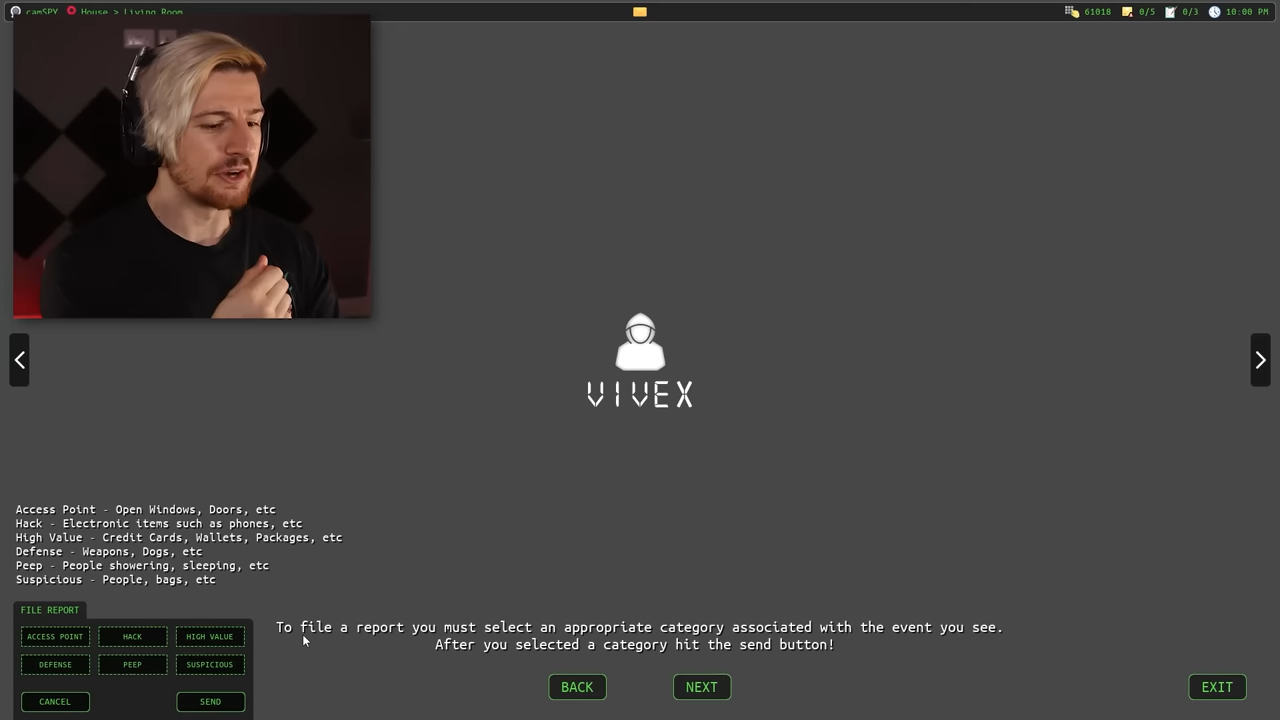 camSPY House > Living Room
61018 0/5 0/3 10:00 PM
VIVEX
Access Point - Open Windows, Doors, etc
Hack - Electronic items such as phones, etc
High Value - Credit Cards, Wallets, Packages, etc
Defense - Weapons, Dogs, etc
Peep - People showering, sleeping, etc
Suspicious - People, bags, etc
FILE REPORT
ACCESS POINT HACK HIGH VALUE
DEFENSE PEEP SUSPICIOUS
CANCEL SEND
To file a report you must select an appropriate category associated with the event you see.
After you selected a category hit the send button!
BACK NEXT EXIT